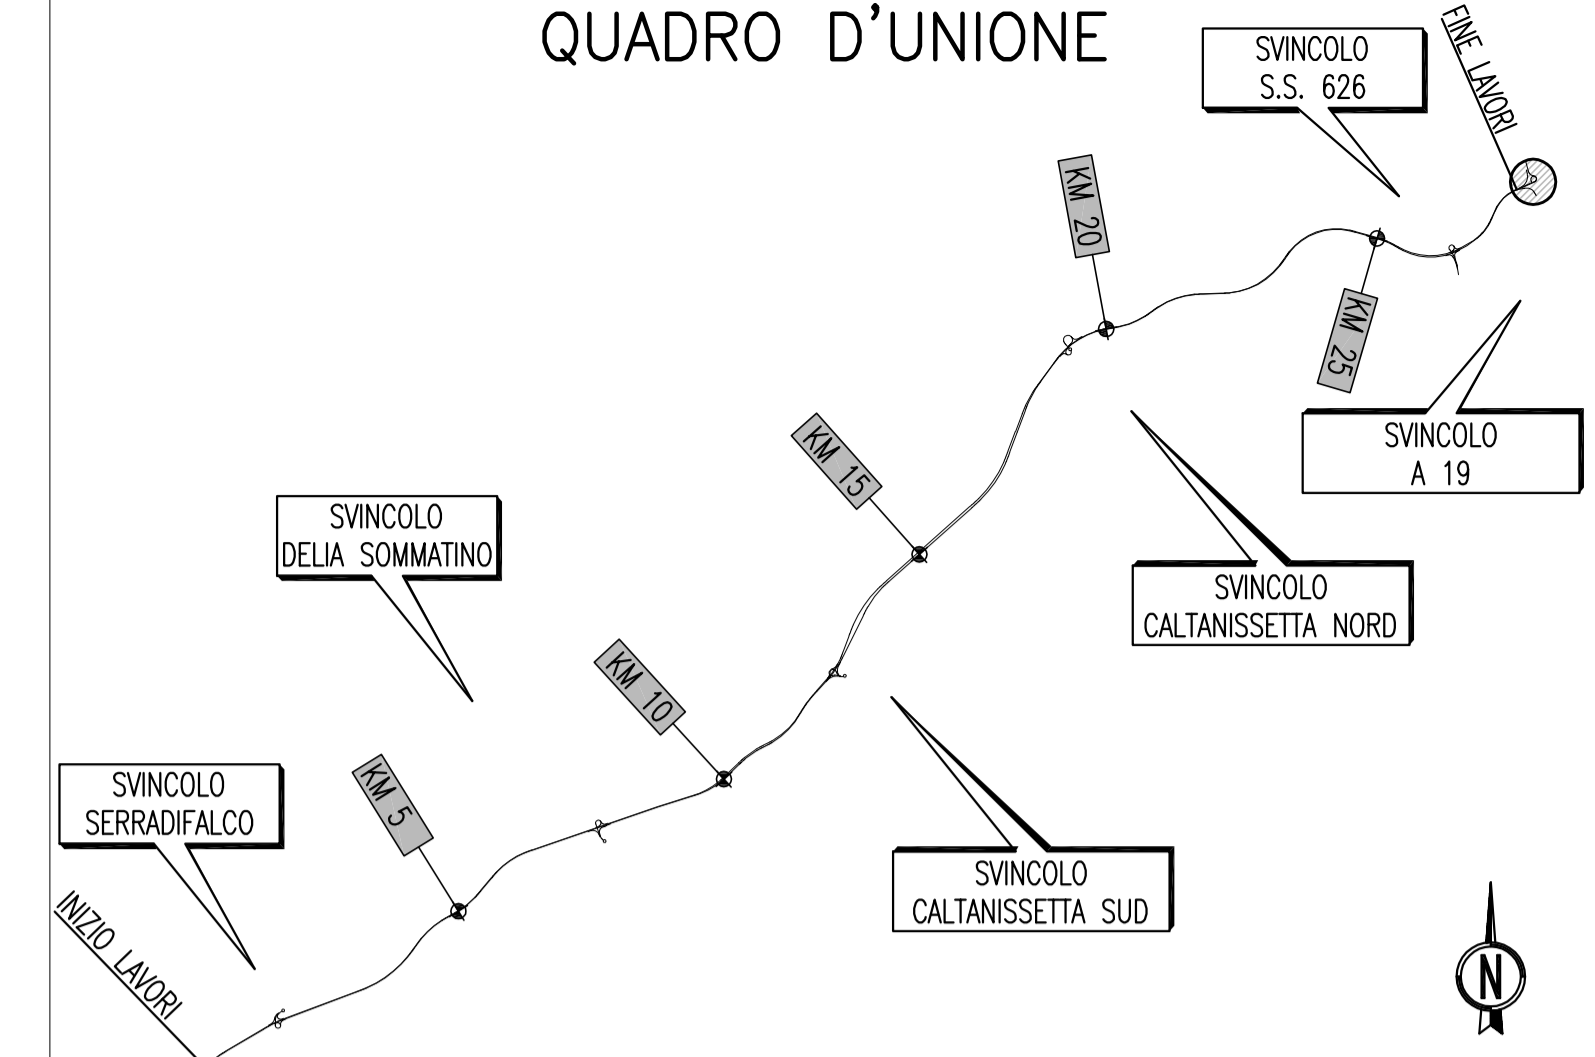 QUADRO D'UNIONE
SVINCOLO
S.S. 626
FINE LAVORI
KM 20
KM 25
SVINCOLO
A 19
KM 15
SVINCOLO
DELIA SOMMATINO
SVINCOLO
CALTANISSETTA NORD
KM 10
SVINCOLO
SERRADIFALCO
KM 5
SVINCOLO
CALTANISSETTA SUD
INIZIO LAVORI
N